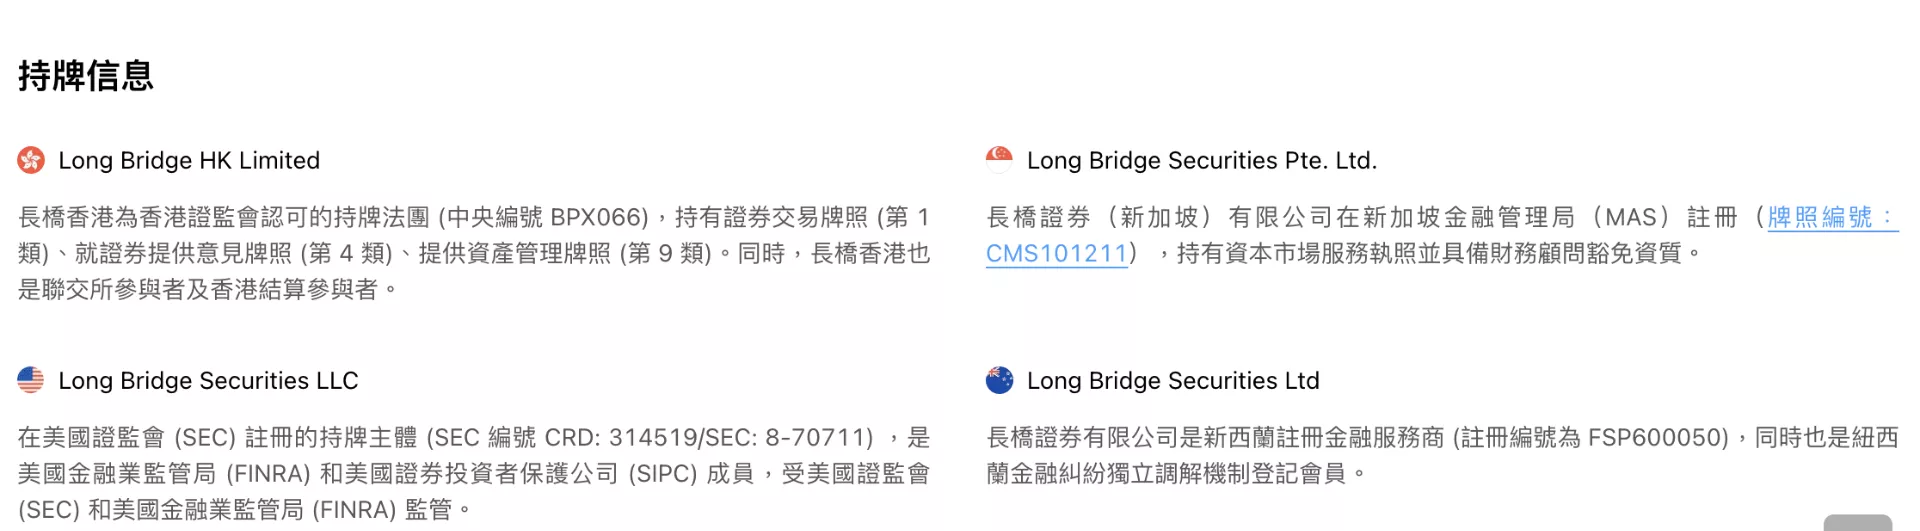 持牌信息
Long Bridge HK Limited
長橋香港為香港證監會認可的持牌法團 (中央編號 BPX066)，持有證券交易牌照 (第 1
類)、就證券提供意見牌照 (第 4 類)、提供資產管理牌照 (第 9 類)。同時，長橋香港也
是聯交所參與者及香港結算參與者。
Long Bridge Securities Pte. Ltd.
長橋證券（新加坡）有限公司在新加坡金融管理局（MAS）註冊（牌照編號：
CMS101211），持有資本市場服務執照並具備財務顧問豁免資質。
Long Bridge Securities LLC
在美國證監會 (SEC) 註冊的持牌主體 (SEC 編號 CRD: 314519/SEC: 8-70711) ，是
美國金融業監管局 (FINRA) 和美國證券投資者保護公司 (SIPC) 成員，受美國證監會
(SEC) 和美國金融業監管局 (FINRA) 監管。
Long Bridge Securities Ltd
長橋證券有限公司是新西蘭註冊金融服務商 (註冊編號為 FSP600050)，同時也是紐西
蘭金融糾紛獨立調解機制登記會員。